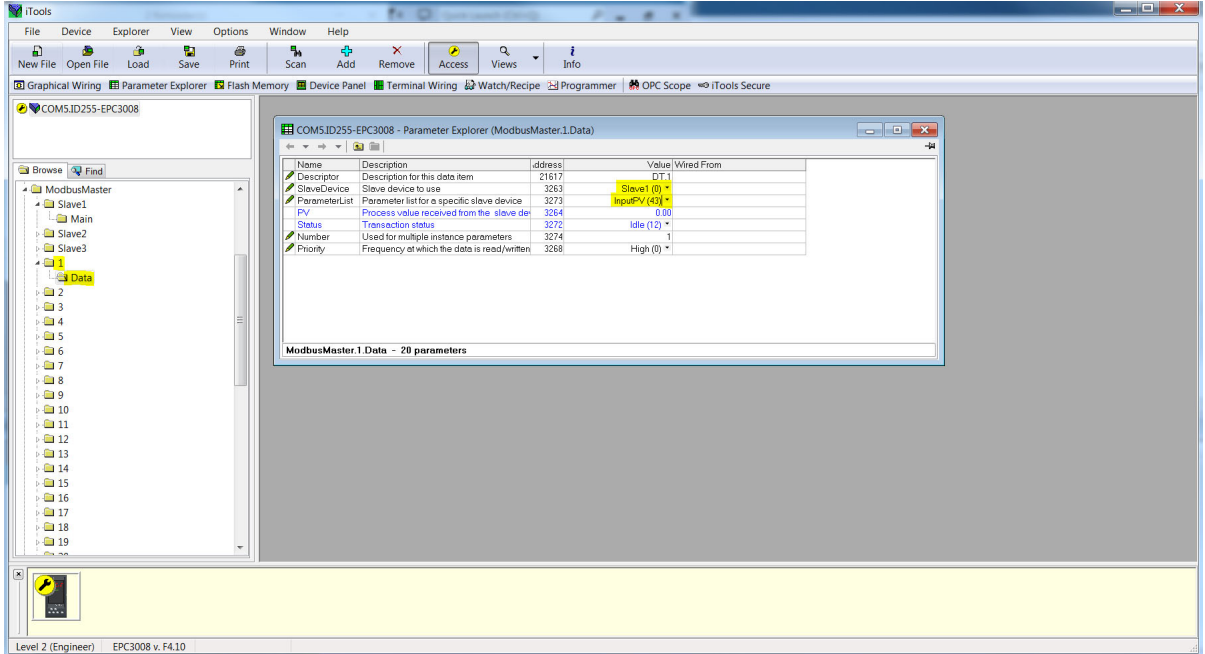 iTools
File Device Explorer View Options Window Help
New File Open File Load Save Print Scan Add Remove Access Views Info
Graphical Wiring Parameter Explorer Flash Memory Device Panel Terminal Wiring Watch/Recipe Programmer OPC Scope iTools Secure
COM5.ID255-EPC3008
Browse Find
ModbusMaster
Slave1
Main
Slave2
Slave3
1
Data
2
3
4
5
6
7
8
9
10
11
12
13
14
15
16
17
18
19
COM5.ID255-EPC3008 - Parameter Explorer (ModbusMaster.1.Data)
Name Description ddress Value Wired From
Descriptor Description for this data item 21617 DT.1
SlaveDevice Slave device to use 3263 Slave1 (0)
ParameterList Parameter list for a specific slave device 3273 InputPV (43)
PV Process value received from the slave dev 3264 0.00
Status Transaction status 3272 Idle (12)
Number Used for multiple instance parameters 3274 1
Priority Frequency at which the data is read/written 3268 High (0)
ModbusMaster.1.Data - 20 parameters
Level 2 (Engineer) EPC3008 v. F4.10